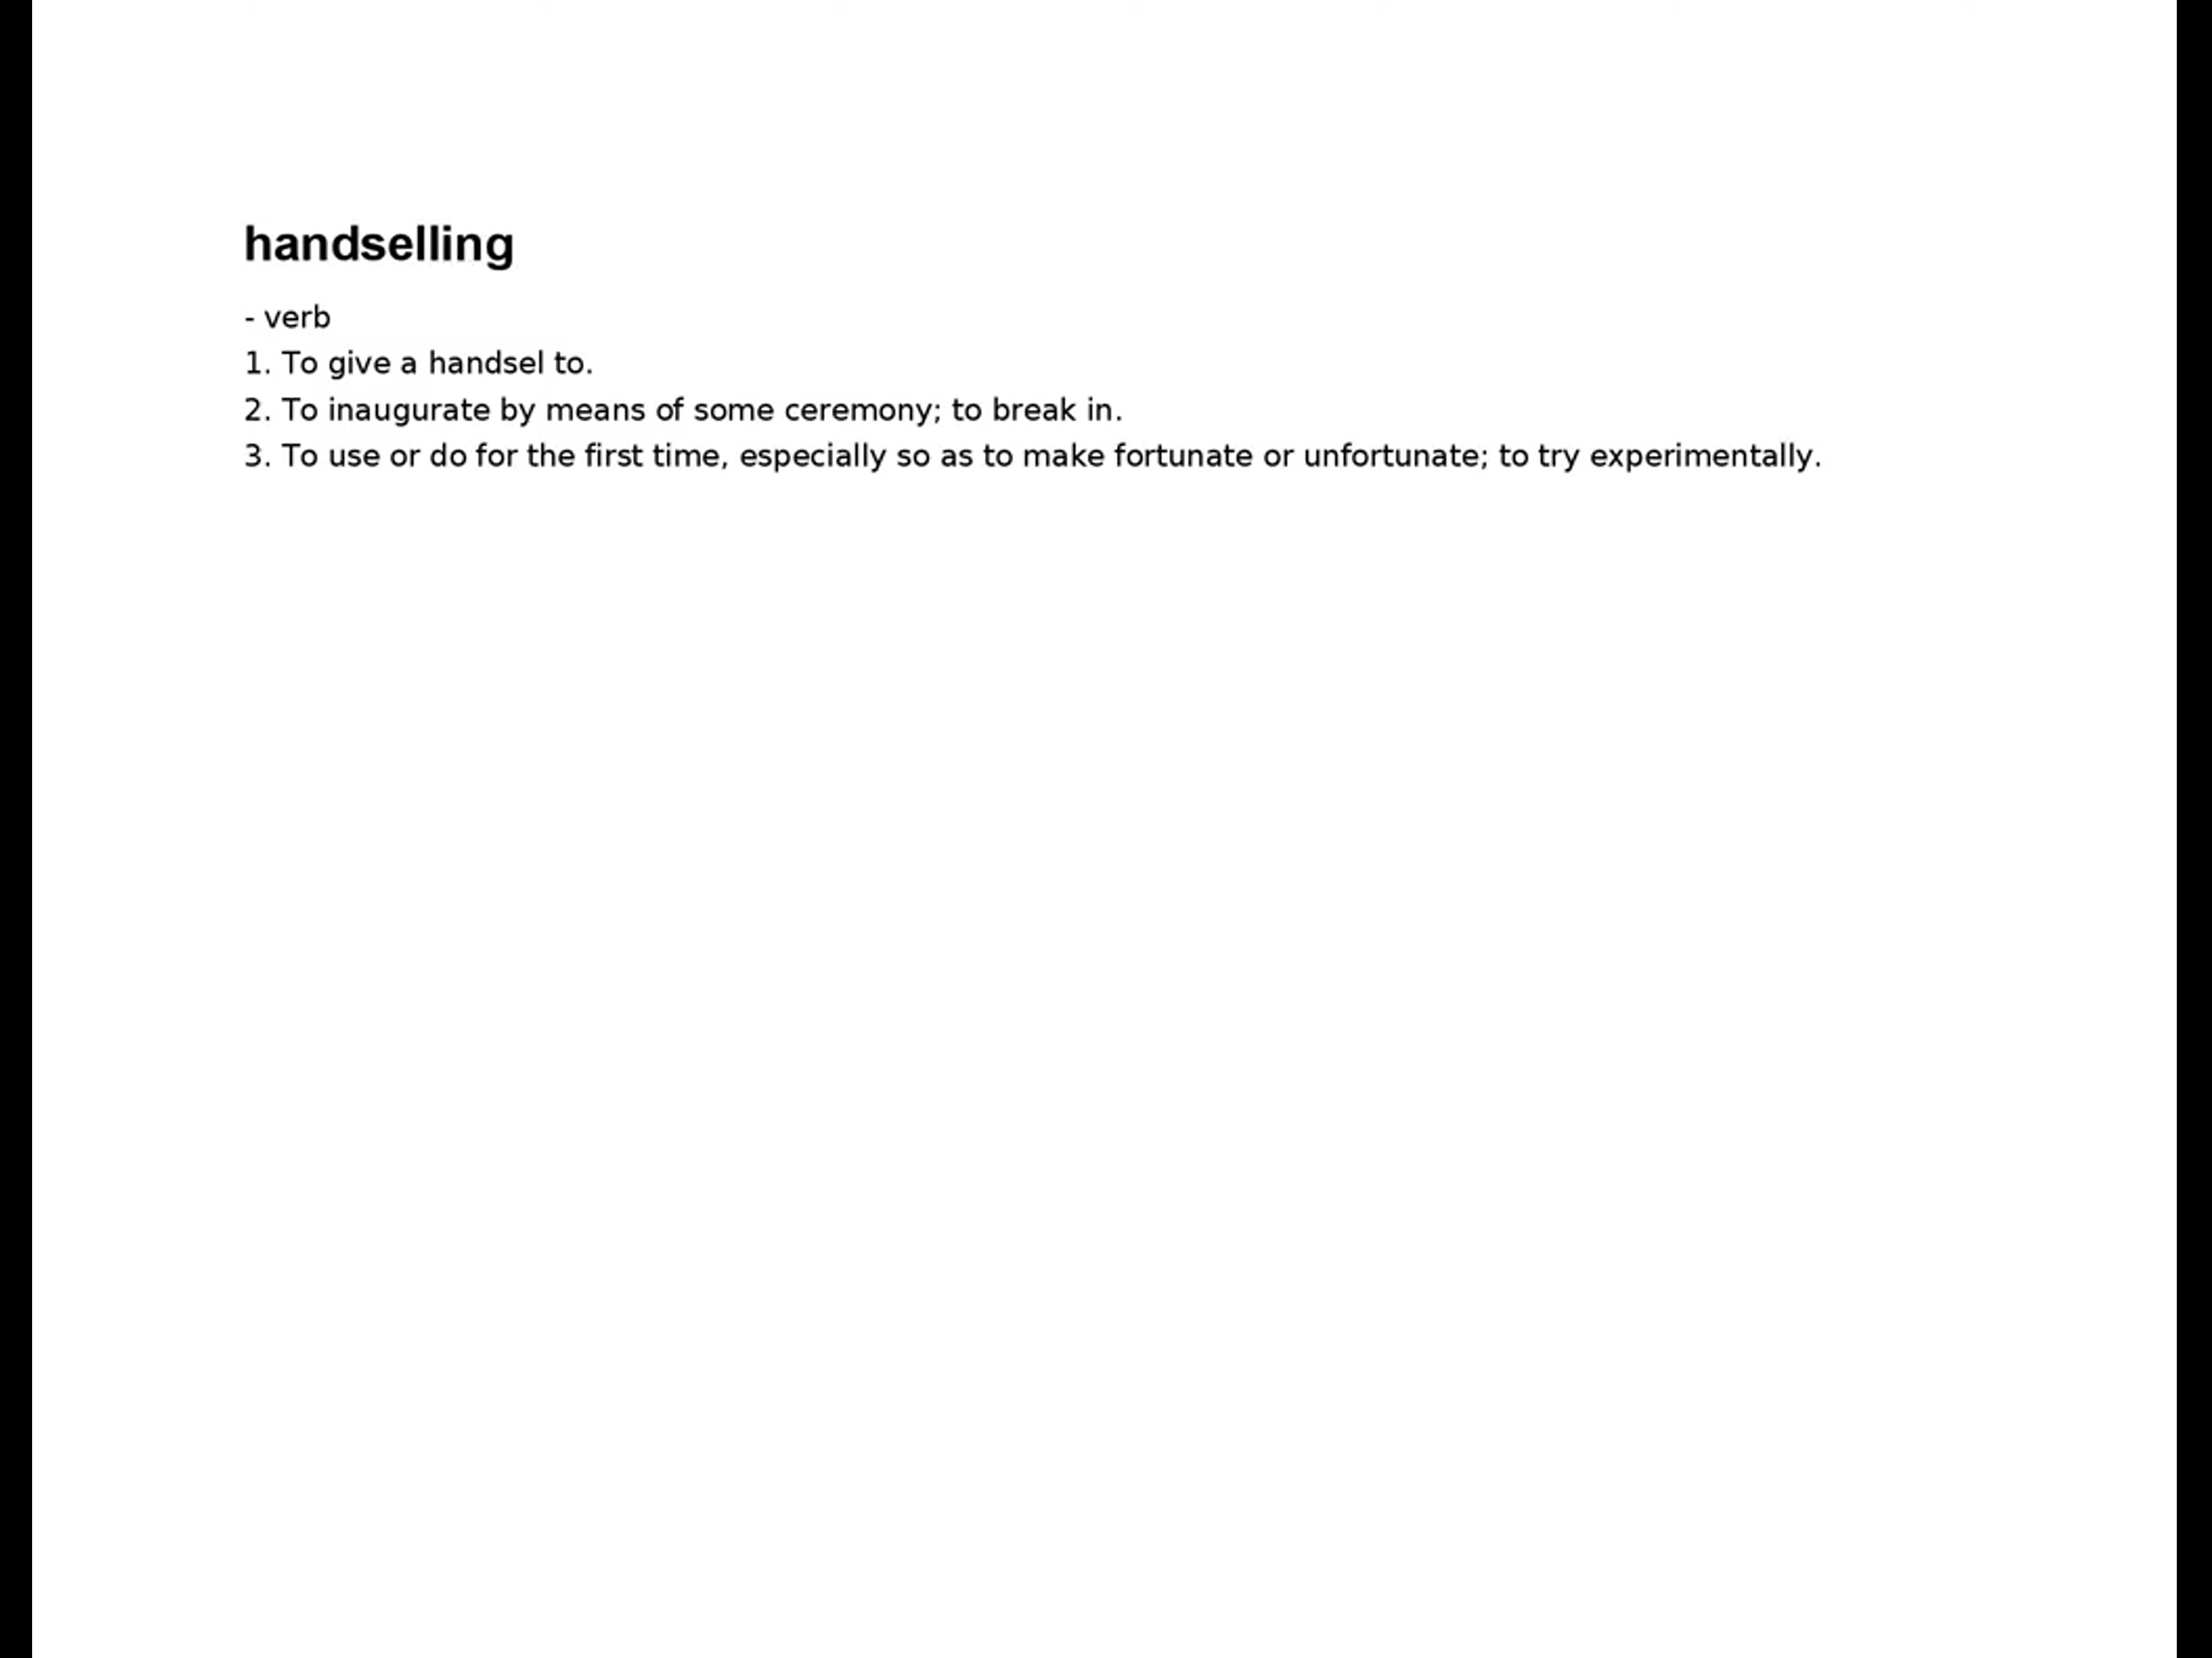 handselling
- verb
1. To give a handsel to.
2. To inaugurate by means of some ceremony; to break in.
3. To use or do for the first time, especially so as to make fortunate or unfortunate; to try experimentally.